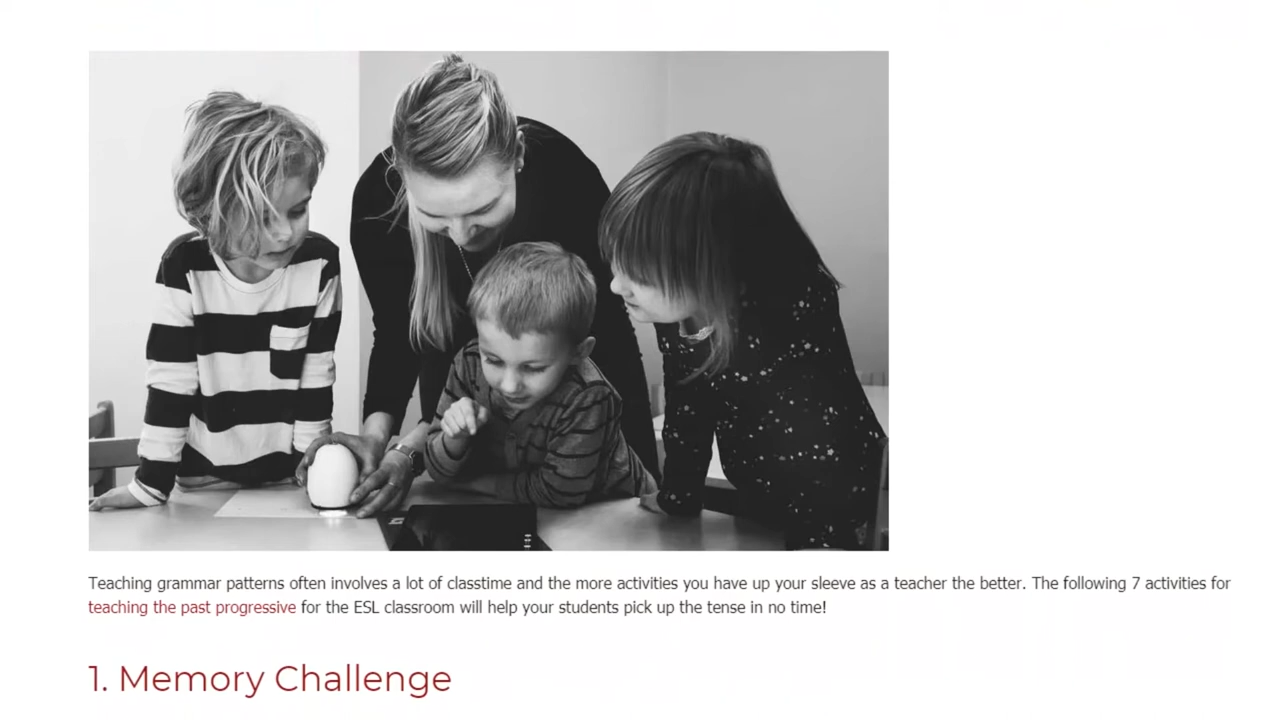 Teaching grammar patterns often involves a lot of classtime and the more activities you have up your sleeve as a teacher the better. The following 7 activities for
teaching the past progressive for the ESL classroom will help your students pick up the tense in no time!
1. Memory Challenge